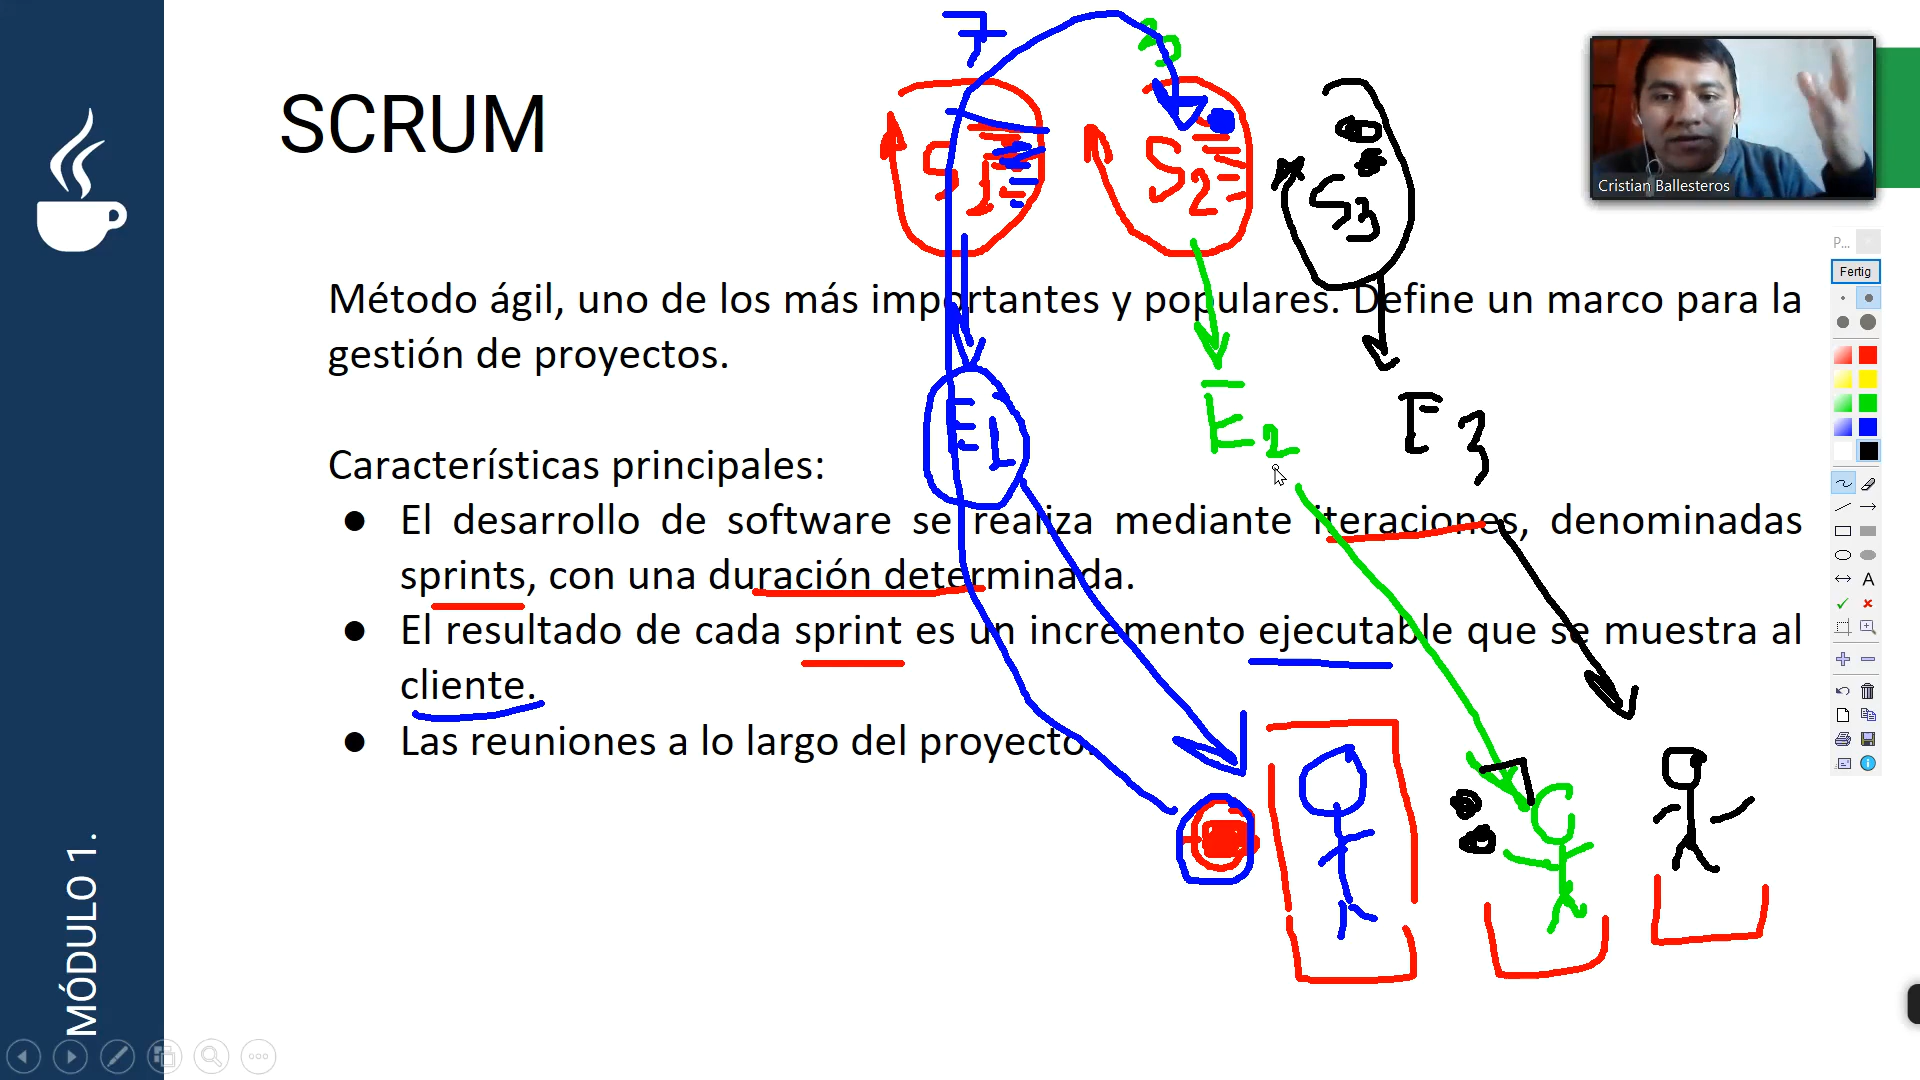 SCRUM
7
S1
S2
S3
Cristian Ballesteros
P...
Fertig
Método ágil, uno de los más importantes y populares. Define un marco para la
gestión de proyectos.
E1
E2
E3
Características principales:
● El desarrollo de software se realiza mediante iteraciones, denominadas
sprints, con una duración determinada.
● El resultado de cada sprint es un incremento ejecutable que se muestra al
cliente.
● Las reuniones a lo largo del proyecto.
A
MÓDULO 1.